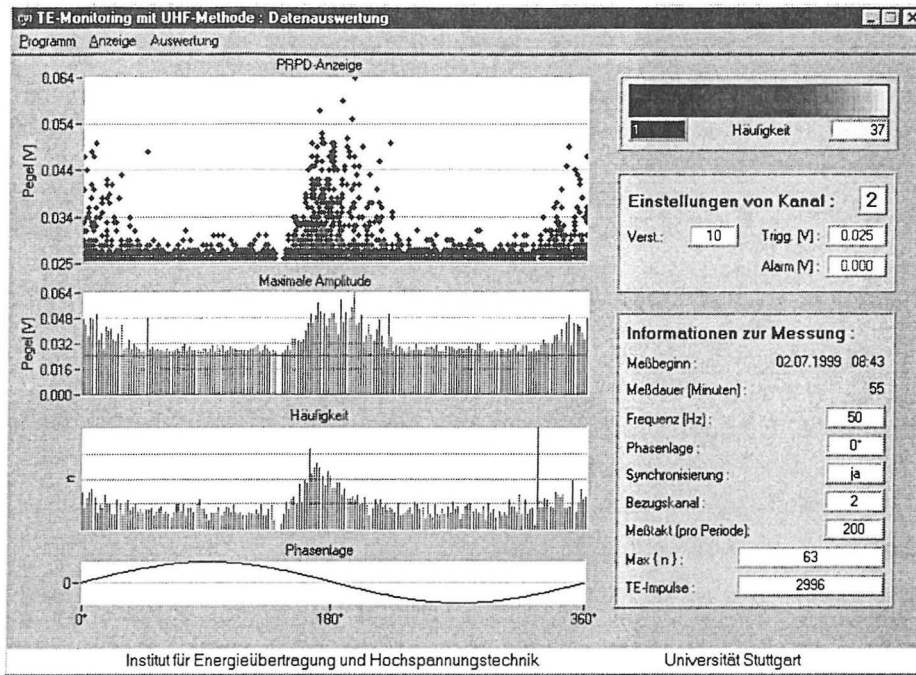 TE-Monitoring mit UHF-Methode : Datenauswertung
Programm Anzeige Auswertung
PRPD-Anzeige
Pegel [V]
0.064
0.054
0.044
0.034
0.025
Maximale Amplitude
Pegel [V]
0.064
0.048
0.032
0.016
0.000
Häufigkeit
n
Phasenlage
0
0° 180° 360°
1 Häufigkeit 37
Einstellungen von Kanal : 2
Verst.: 10 Trigg. [V] : 0.025
Alarm [V] : 0.000
Informationen zur Messung :
Meßbeginn : 02.07.1999 08:43
Meßdauer [Minuten] : 55
Frequenz [Hz] : 50
Phasenlage : 0°
Synchronisierung : ja
Bezugskanal : 2
Meßtakt [pro Periode]: 200
Max { n } : 63
TE-Impulse : 2996
Institut für Energieübertragung und Hochspannungstechnik Universität Stuttgart